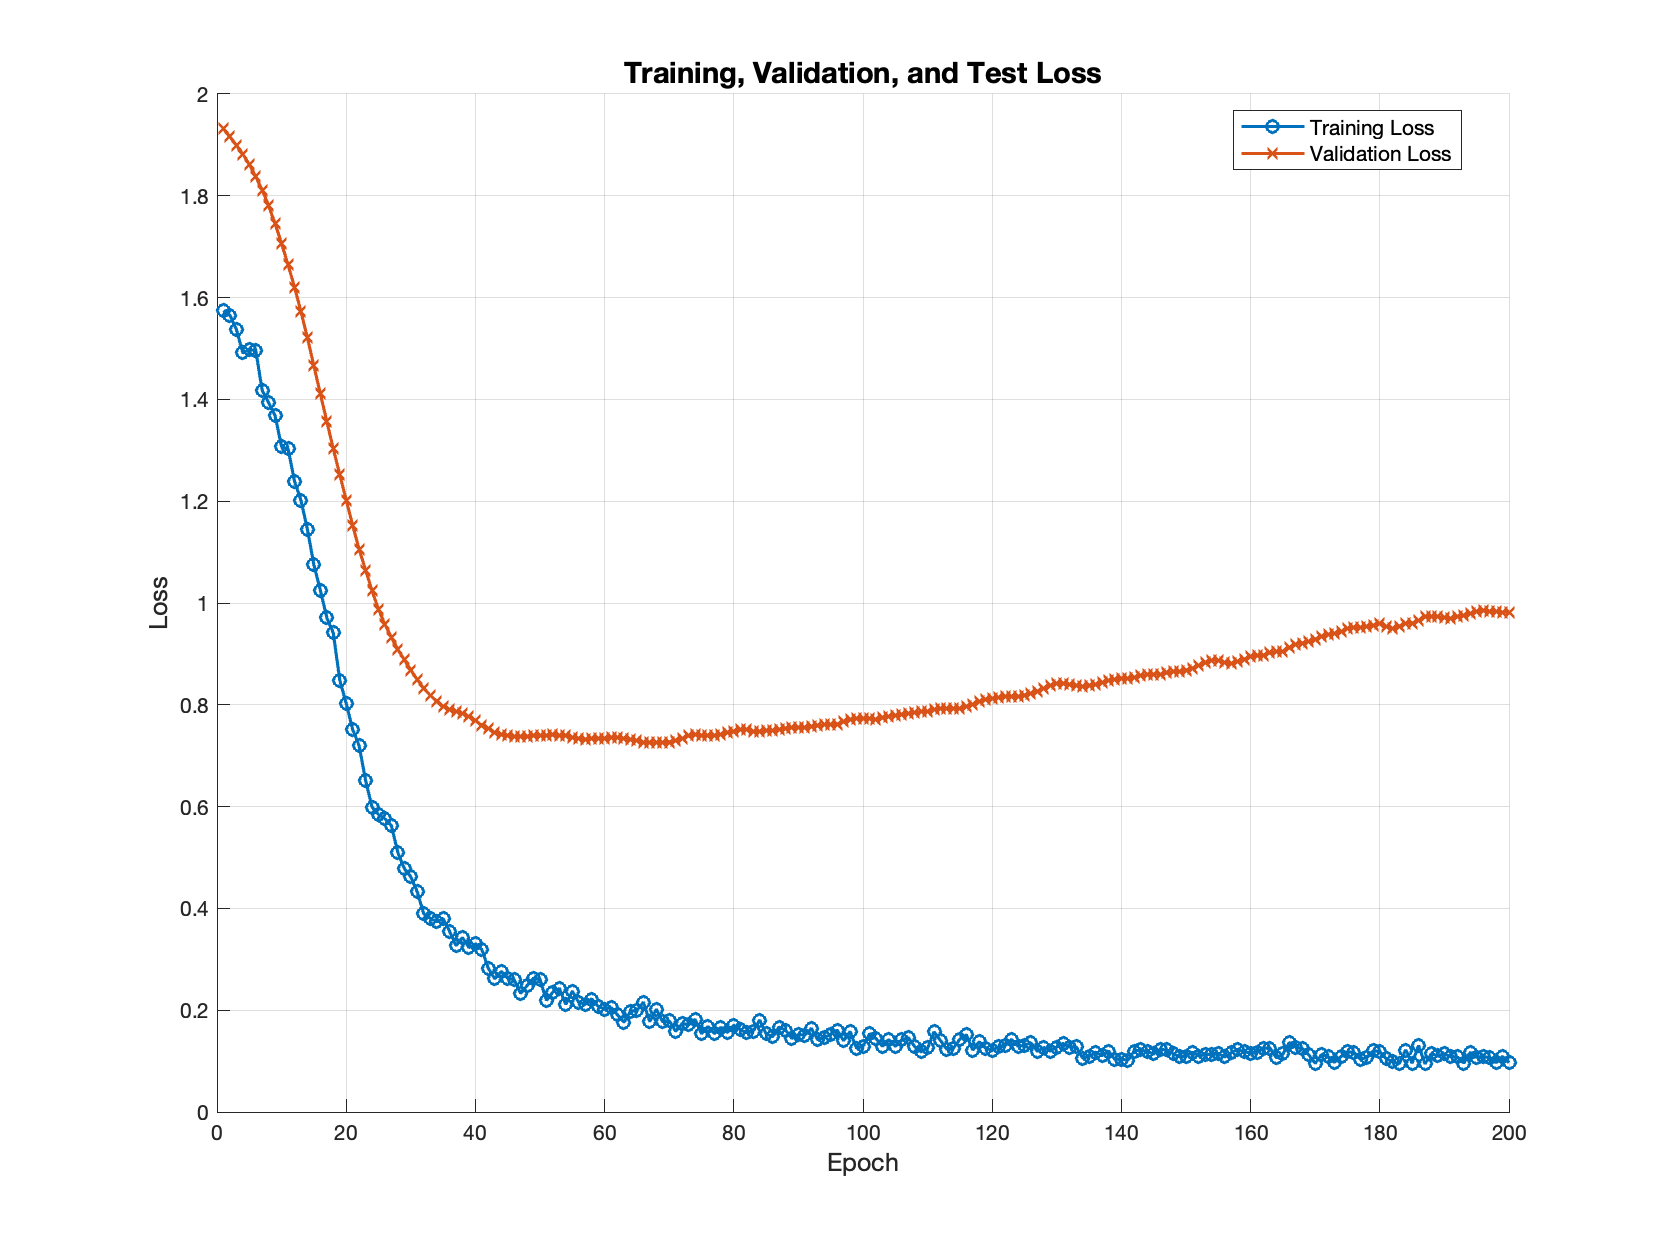 Training, Validation, and Test Loss
Training Loss
Validation Loss
2
1.8
1.6
1.4
1.2
1
0.8
0.6
0.4
0.2
0
Loss
0 20 40 60 80 100 120 140 160 180 200
Epoch